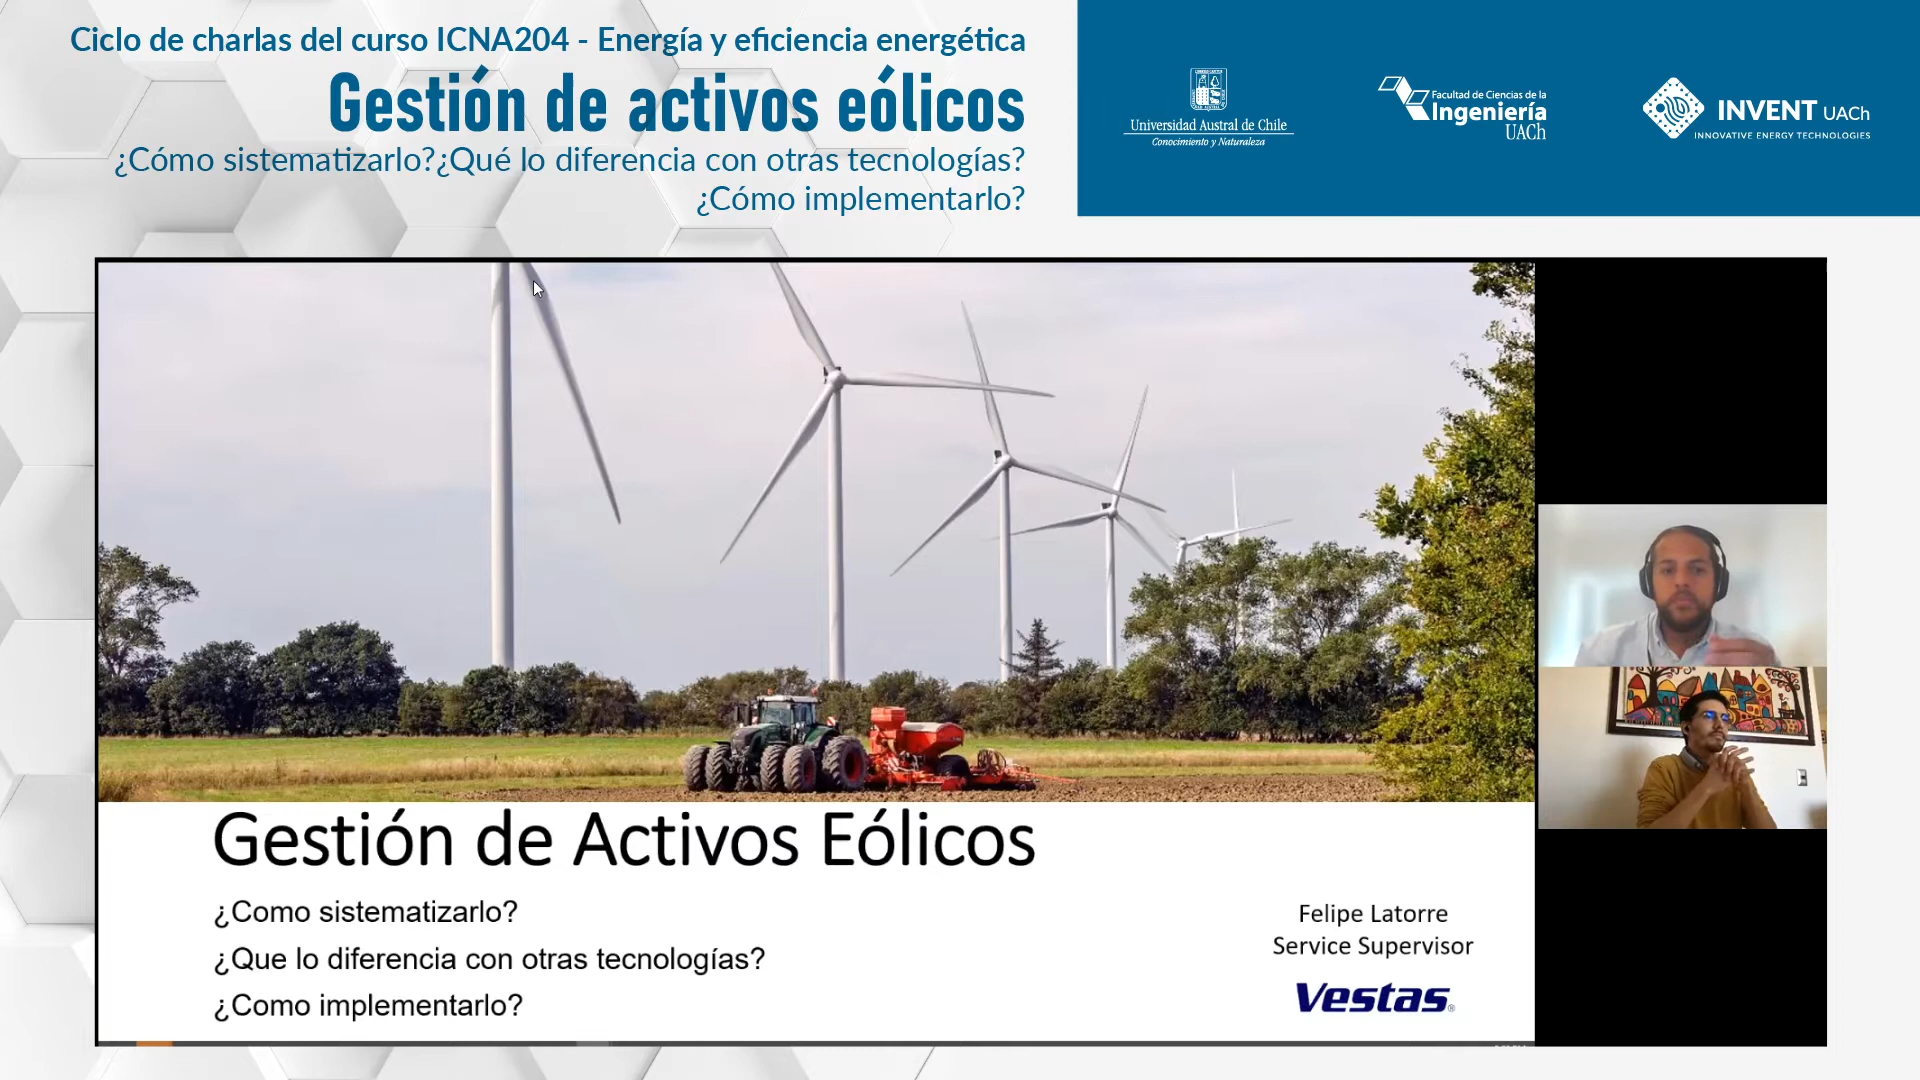 Ciclo de charlas del curso ICNA204 - Energía y eficiencia energética
Gestión de activos eólicos
¿Cómo sistematizarlo?¿Qué lo diferencia con otras tecnologías?
¿Cómo implementarlo?
Universidad Austral de Chile
Conocimiento y Naturaleza
Facultad de Ciencias de la
Ingeniería
UACh
INVENT UACh
INNOVATIVE ENERGY TECHNOLOGIES
Gestión de Activos Eólicos
¿Como sistematizarlo?
¿Que lo diferencia con otras tecnologías?
¿Como implementarlo?
Felipe Latorre
Service Supervisor
Vestas®